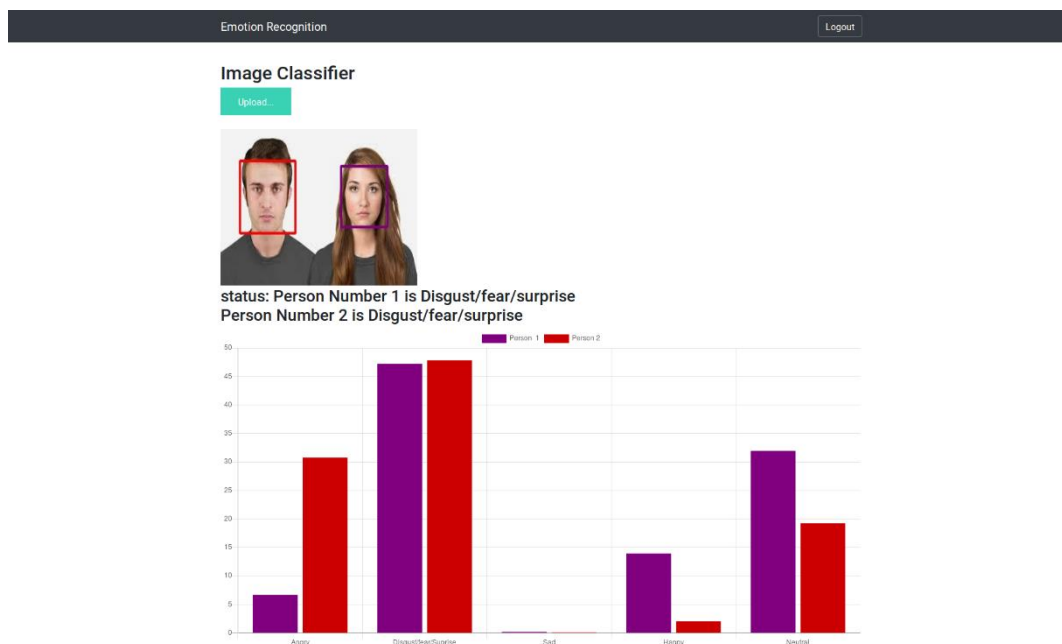 Emotion Recognition Logout
Image Classifier
Upload...
status: Person Number 1 is Disgust/fear/surprise
Person Number 2 is Disgust/fear/surprise
Person 1 Person 2
50
45
40
35
30
25
20
15
10
5
0
Angry Disgust/fear/Suprise Sad Happy Neutral